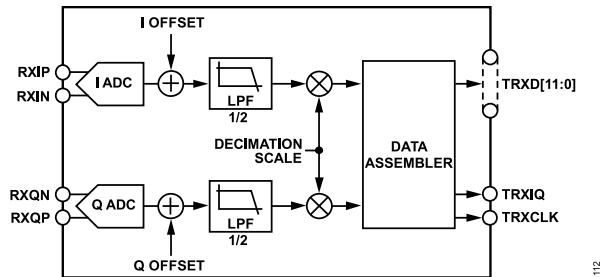 I OFFSET
RXIP
RXIN
I ADC
LPF
1/2
TRXD[11:0]
DECIMATION
SCALE
DATA
ASSEMBLER
RXQN
RXQP
Q ADC
LPF
1/2
TRXIQ
TRXCLK
Q OFFSET
112